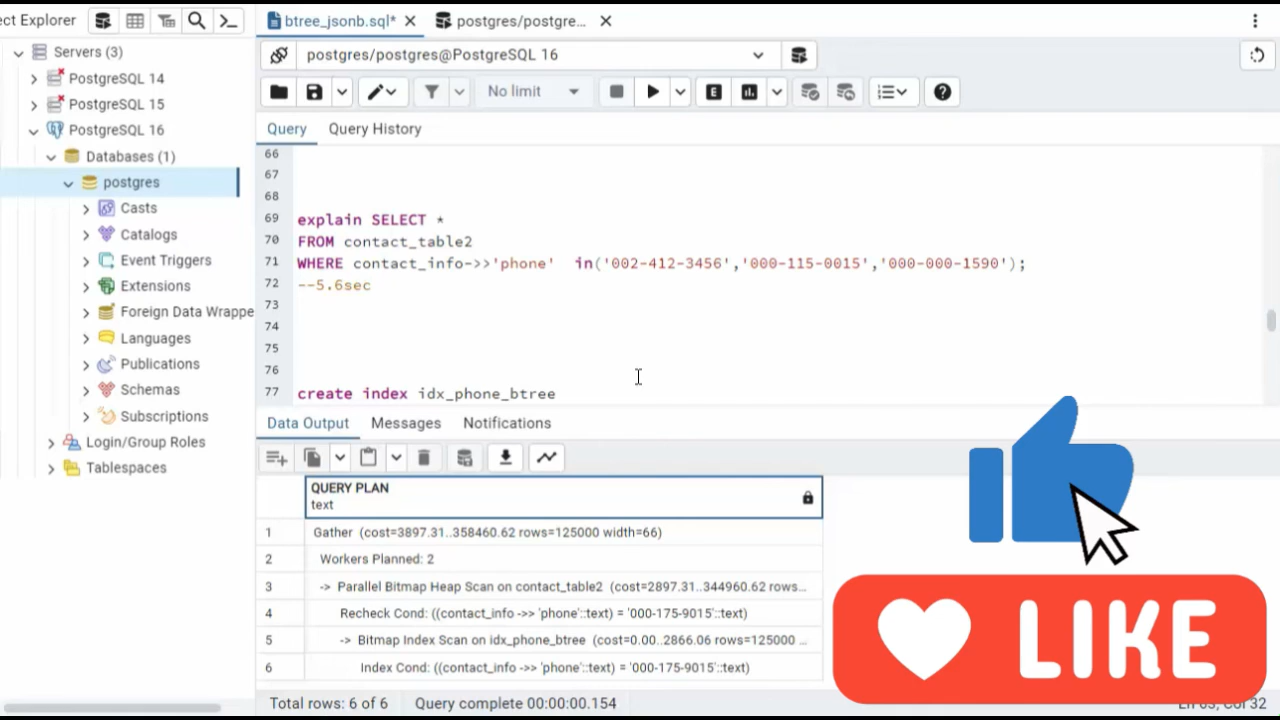 ect Explorer
btree_jsonb.sql*
postgres/postgre...
Servers (3)
PostgreSQL 14
PostgreSQL 15
PostgreSQL 16
Databases (1)
postgres
Casts
Catalogs
Event Triggers
Extensions
Foreign Data Wrappe
Languages
Publications
Schemas
Subscriptions
Login/Group Roles
Tablespaces
postgres/postgres@PostgreSQL 16
No limit
E
Query
Query History
66
67
68
69 explain SELECT *
70 FROM contact_table2
71 WHERE contact_info->>'phone'  in('002-412-3456','000-115-0015','000-000-1590');
72 --5.6sec
73
74
75
76
77 create index idx_phone_btree
Data Output
Messages
Notifications
QUERY PLAN
text
1 Gather (cost=3897.31..358460.62 rows=125000 width=66)
2 Workers Planned: 2
3 -> Parallel Bitmap Heap Scan on contact_table2 (cost=2897.31..344960.62 rows...
4 Recheck Cond: ((contact_info ->> 'phone'::text) = '000-175-9015'::text)
5 -> Bitmap Index Scan on idx_phone_btree (cost=0.00..2866.06 rows=125000 ...
6 Index Cond: ((contact_info ->> 'phone'::text) = '000-175-9015'::text)
LIKE
Total rows: 6 of 6
Query complete 00:00:00.154